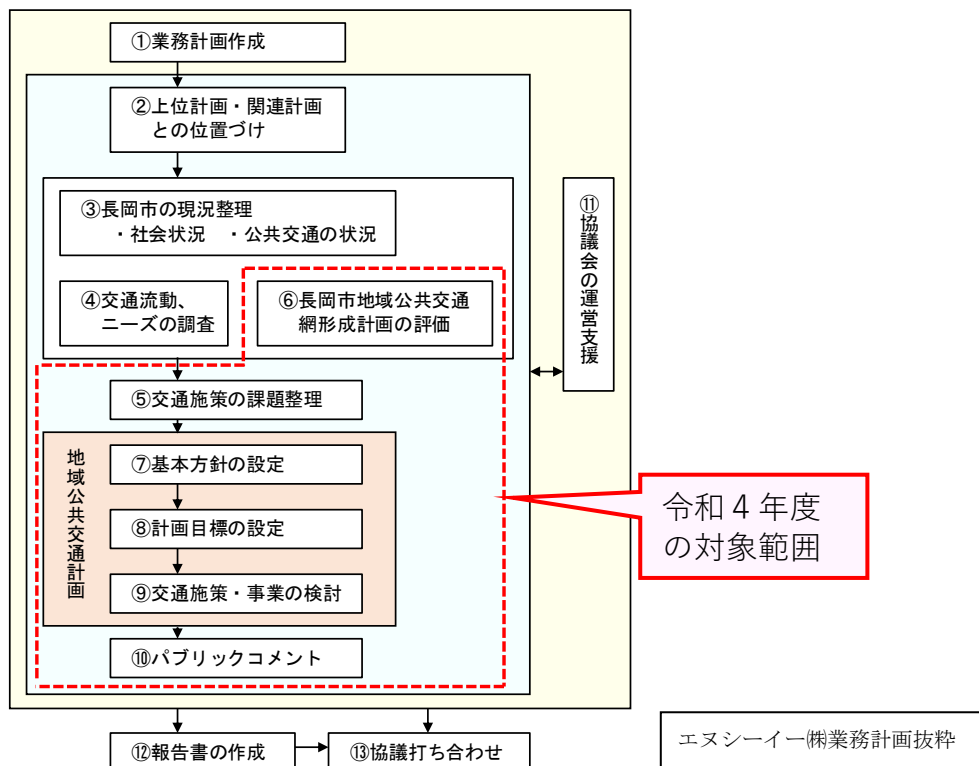 ①業務計画作成
②上位計画・関連計画
との位置づけ
③長岡市の現況整理
・社会状況　・公共交通の状況
④交通流動、
ニーズの調査
⑥長岡市地域公共交通
網形成計画の評価
⑪協議会の運営支援
⑤交通施策の課題整理
地域公共交通計画
⑦基本方針の設定
⑧計画目標の設定
⑨交通施策・事業の検討
⑩パブリックコメント
令和４年度
の対象範囲
⑫報告書の作成
⑬協議打ち合わせ
エヌシーイー㈱業務計画抜粋